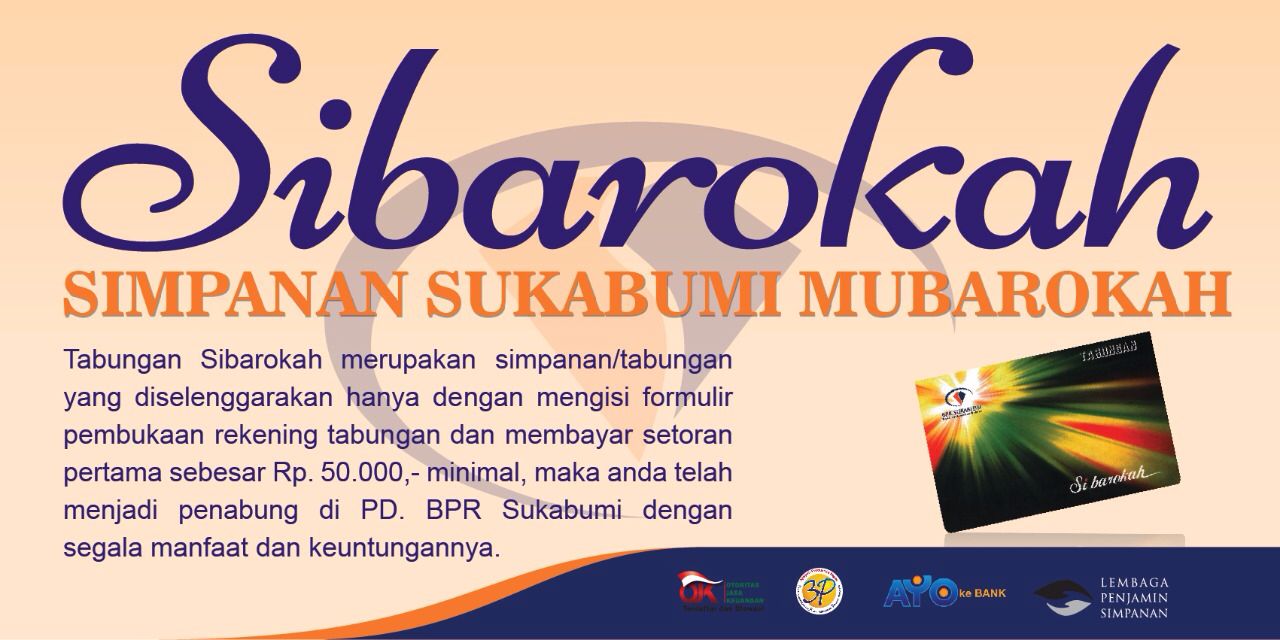 Sibarokah
SIMPANAN SUKABUMI MUBAROKAH
Tabungan Sibarokah merupakan simpanan/tabungan
yang diselenggarakan hanya dengan mengisi formulir
pembukaan rekening tabungan dan membayar setoran
pertama sebesar Rp. 50.000,- minimal, maka anda telah
menjadi penabung di PD. BPR Sukabumi dengan
segala manfaat dan keuntungannya.
TABUNGAN
BPR SUKABUMI
Sibarokah
OJK OTORITAS
JASA
KEUANGAN
Terdaftar dan Diawasi
3P
AYO ke BANK
LEMBAGA
PENJAMIN
SIMPANAN